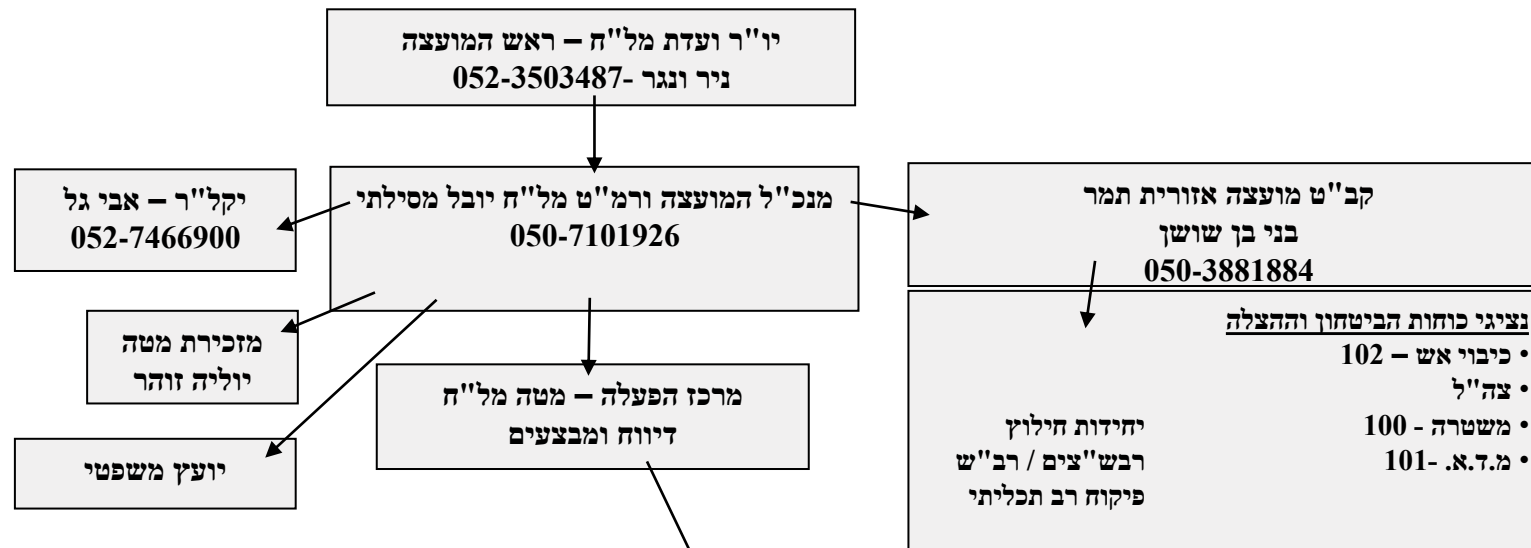 יו"ר ועדת מל"ח – ראש המועצה
ניר ונגר -052-3503487
יקל"ר – אבי גל
052-7466900
מנכ"ל המועצה ורמ"ט מל"ח יובל מסילתי
050-7101926
קב"ט מועצה אזורית תמר
בני בן שושן
050-3881884
נציגי כוחות הביטחון וההצלה
• כיבוי אש – 102
• צה"ל
• משטרה - 100
• מ.ד.א. -101
יחידות חילוץ
רבש"צים / רב"ש
פיקוח רב תכליתי
מזכירת מטה
יוליה זוהר
מרכז הפעלה – מטה מל"ח
דיווח ומבצעים
יועץ משפטי